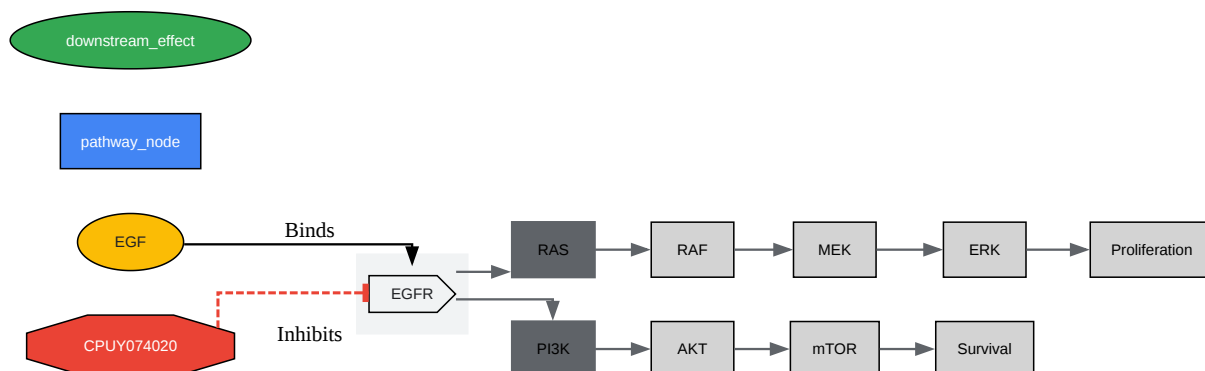 downstream_effect
pathway_node
Binds
EGF
RAS
RAF
MEK
ERK
Proliferation
EGFR
Inhibits
CPUY074020
PI3K
AKT
mTOR
Survival